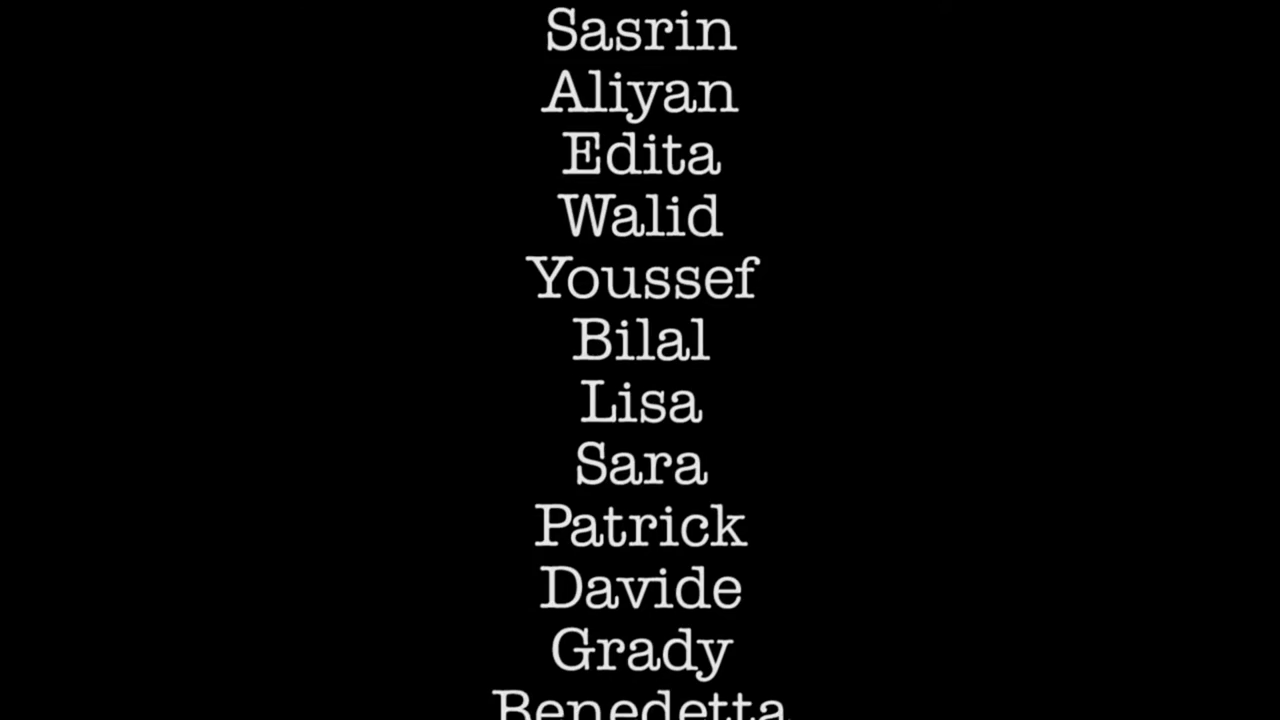 Sasrin
Aliyan
Edita
Walid
Youssef
Bilal
Lisa
Sara
Patrick
Davide
Grady
Benedetta